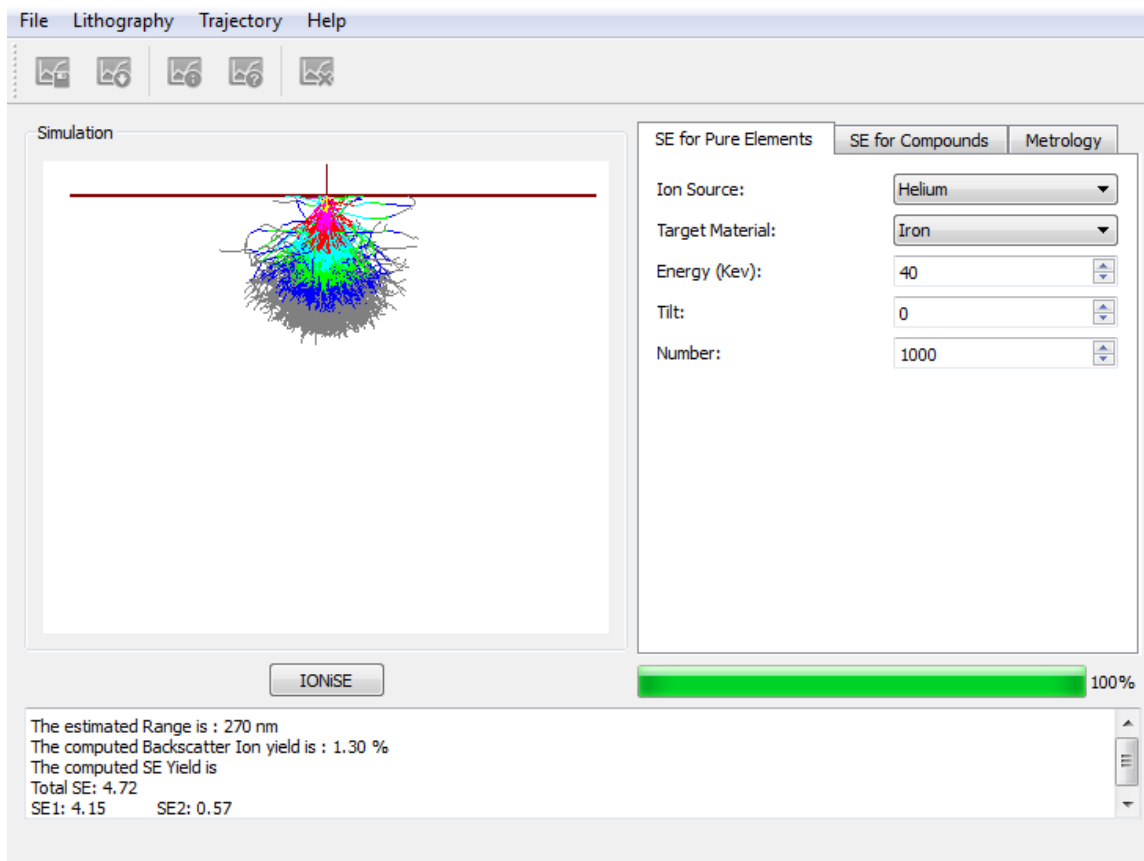 File Lithography Trajectory Help
Simulation
SE for Pure Elements SE for Compounds Metrology
Ion Source: Helium
Target Material: Iron
Energy (Kev): 40
Tilt: 0
Number: 1000
IONiSE
100%
The estimated Range is : 270 nm
The computed Backscatter Ion yield is : 1.30 %
The computed SE Yield is
Total SE: 4.72
SE1: 4.15 SE2: 0.57